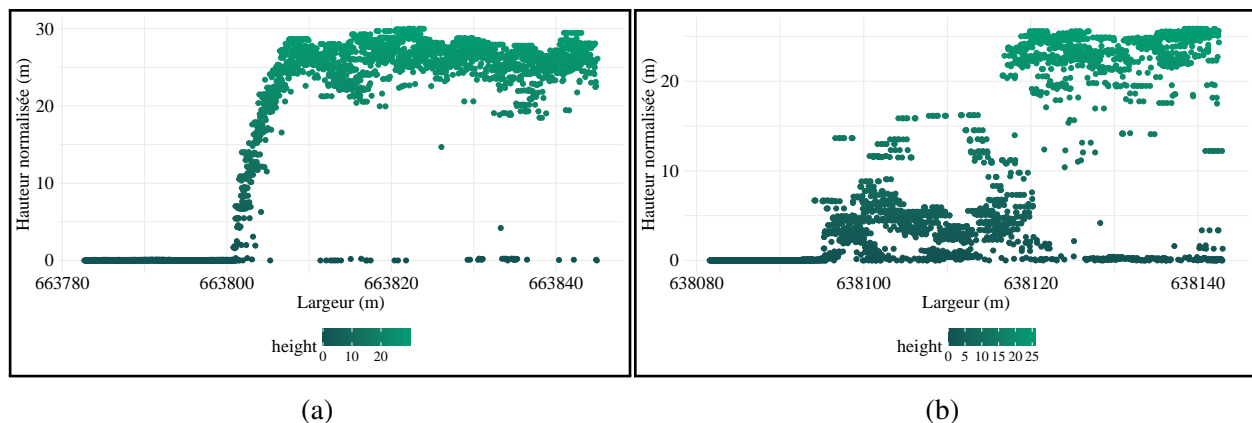 Hauteur normalisée (m)
30
20
10
0
663780
663800
663820
663840
Largeur (m)
height
0 10 20
(a)
Hauteur normalisée (m)
20
10
0
638080
638100
638120
638140
Largeur (m)
height
0 5 10 15 20 25
(b)